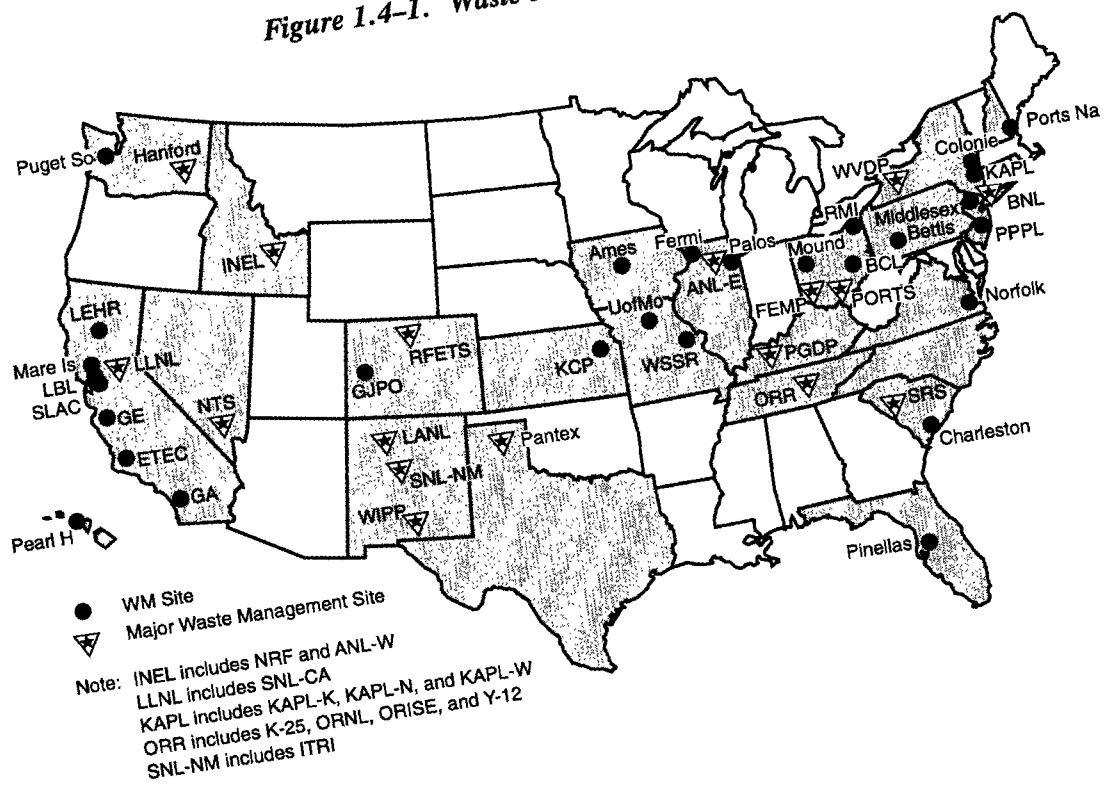 Figure 1.4–1. Waste
Ports Na
Colonie
Puget So
Hanford
WVDP
KAPL
BNL
RMI
Middlesex
Bettis
PPPL
Fermi
Palos
Mound
Ames
INEL
BCL
ANL-E
FEMP
PORTS
Norfolk
LEHR
UofMo
RFETS
KCP
WSSR
PGDP
Mare Is
LLNL
LBL
SLAC
GJPO
ORR
SRS
NTS
GE
LANL
Pantex
Charleston
ETEC
SNL-NM
GA
WIPP
Pearl H
Pinellas
WM Site
Major Waste Management Site
Note: INEL includes NRF and ANL-W
LLNL includes SNL-CA
KAPL includes KAPL-K, KAPL-N, and KAPL-W
ORR includes K-25, ORNL, ORISE, and Y-12
SNL-NM includes ITRI